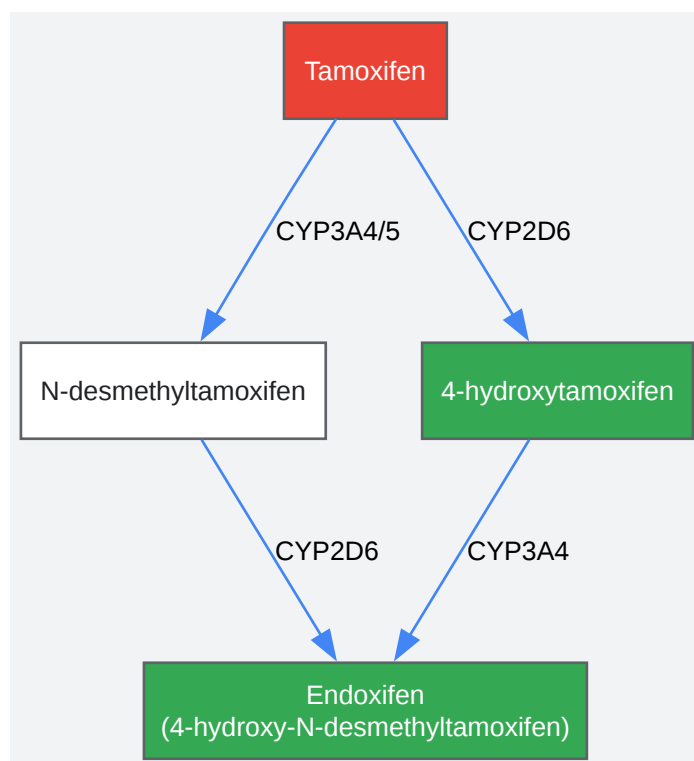 Tamoxifen
CYP3A4/5
CYP2D6
N-desmethyltamoxifen
4-hydroxytamoxifen
CYP2D6
CYP3A4
Endoxifen
(4-hydroxy-N-desmethyltamoxifen)